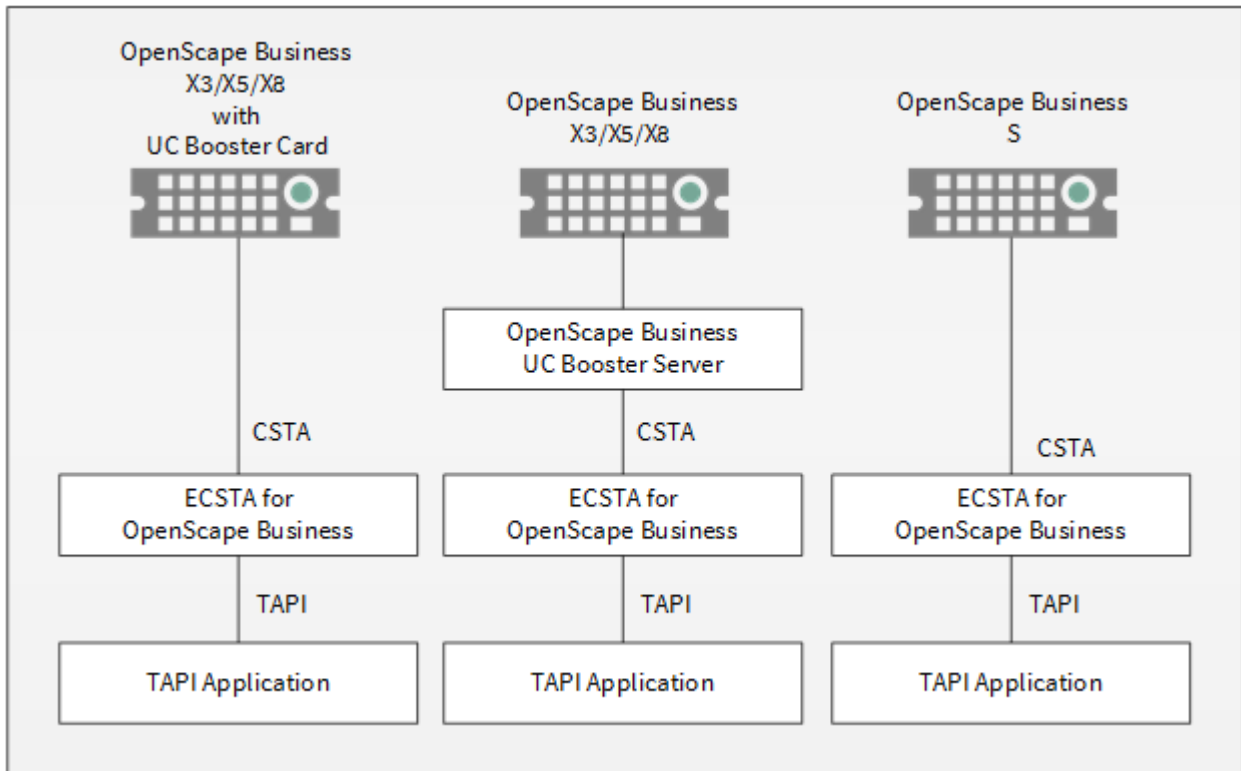 OpenScape Business
X3/X5/X8
with
UC Booster Card
OpenScape Business
X3/X5/X8
OpenScape Business
S
OpenScape Business
UC Booster Server
CSTA
CSTA
CSTA
ECSTA for
OpenScape Business
ECSTA for
OpenScape Business
ECSTA for
OpenScape Business
TAPI
TAPI
TAPI
TAPI Application
TAPI Application
TAPI Application